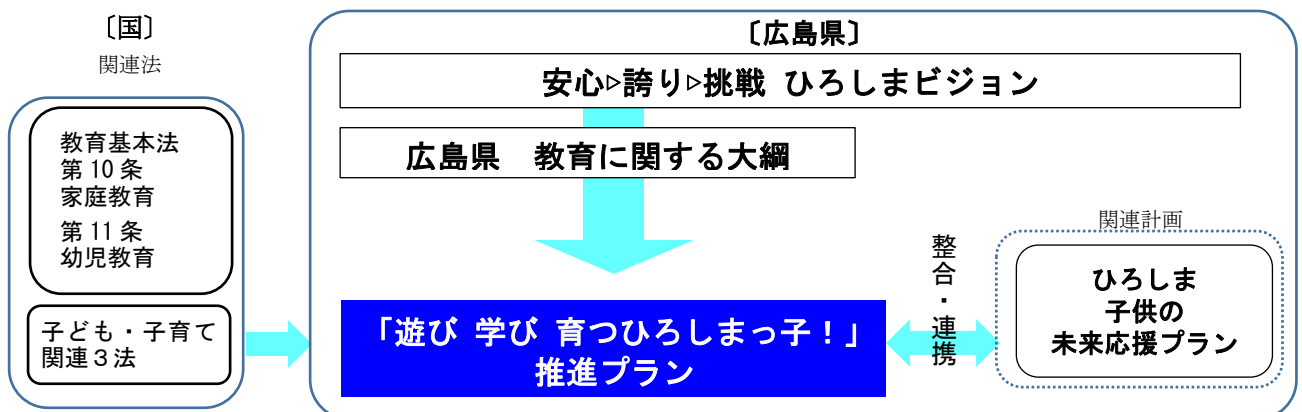 〔国〕
関連法
教育基本法
第 10 条
家庭教育
第 11 条
幼児教育
子ども・子育て
関連３法
〔広島県〕
安心▷誇り▷挑戦 ひろしまビジョン
広島県　教育に関する大綱
「遊び 学び 育つひろしまっ子！」
推進プラン
整合・連携
関連計画
ひろしま
子供の
未来応援プラン